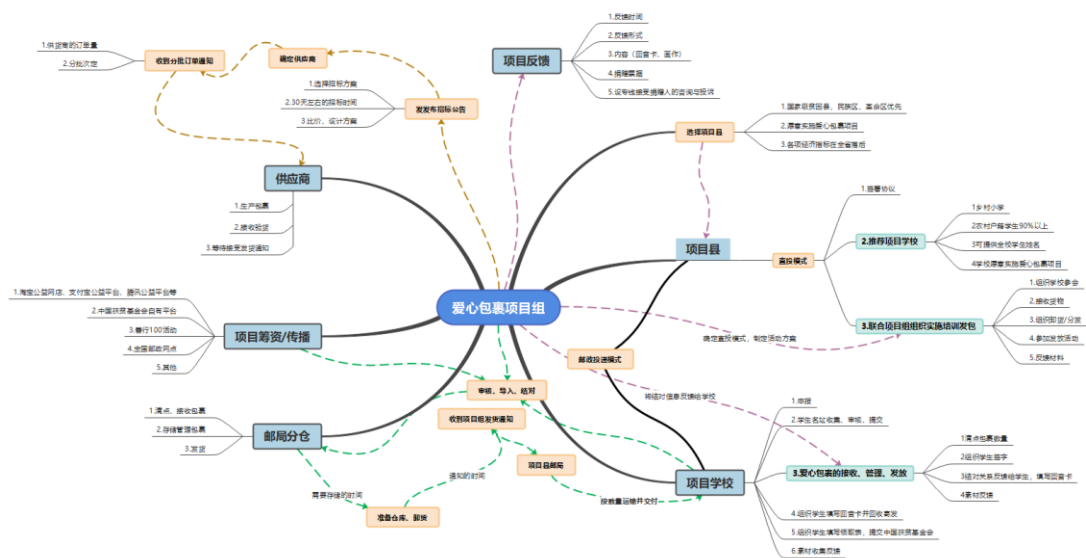 爱心包裹项目组
项目反馈
1.反馈时间
2.反馈形式
3.内容（回音卡、画作）
4.捐赠票据
5.设专线接受捐赠人的咨询与投诉
选择项目县
1.国家级贫困县、民族区、革命区优先
2.愿意实施爱心包裹项目
3.各项经济指标在全省落后
项目县
直投模式
1.签署协议
2.推荐项目学校
1乡村小学
2农村户籍学生90%以上
3可提供全校学生姓名
4学校愿意实施爱心包裹项目
3.联合项目组组织实施培训发包
1.组织学校参会
2.接收货物
3.组织卸货/分发
4.参加发放活动
5.反馈材料
确定直投模式，制定活动方案
邮政投递模式
将结对信息反馈给学校
项目学校
1.申报
2.学生名址收集、审核、提交
3.爱心包裹的接收、管理、发放
1清点包裹数量
2组织学生签字
3结对关系反馈给学生，填写回音卡
4素材反馈
4.组织学生填写回音卡并回收寄发
5.组织学生填写领取表，提交中国扶贫基金会
6.素材收集反馈
供应商
1.生产包裹
2.接收验货
3.等待接受发货通知
收到分批订单通知
1.供货商的订单量
2.分批次定
确定供应商
发发布招标公告
1.选择招标方案
2.30天左右的招标时间
3.比价、设计方案
项目筹资/传播
1.淘宝公益网店、支付宝公益平台、腾讯公益平台等
2.中国扶贫基金会自有平台
3.善行100活动
4.全国邮政网点
5.其他
审核、导入、结对
收到项目组发货通知
项目县邮局
按数量运输并交付
邮局分仓
1.清点、接收包裹
2.存储管理包裹
3.发货
需要存储的时间
通知的时间
准备仓库、卸货